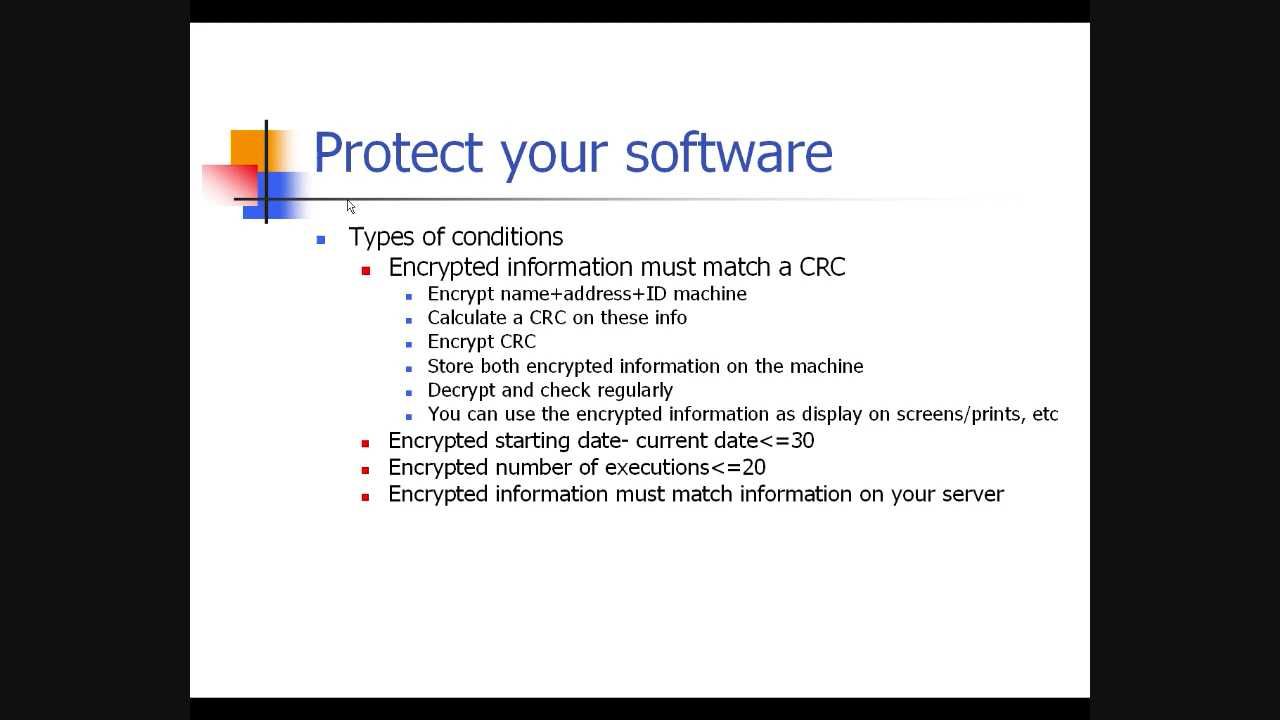 Protect your software
Types of conditions
Encrypted information must match a CRC
Encrypt name+address+ID machine
Calculate a CRC on these info
Encrypt CRC
Store both encrypted information on the machine
Decrypt and check regularly
You can use the encrypted information as display on screens/prints, etc
Encrypted starting date- current date<=30
Encrypted number of executions<=20
Encrypted information must match information on your server